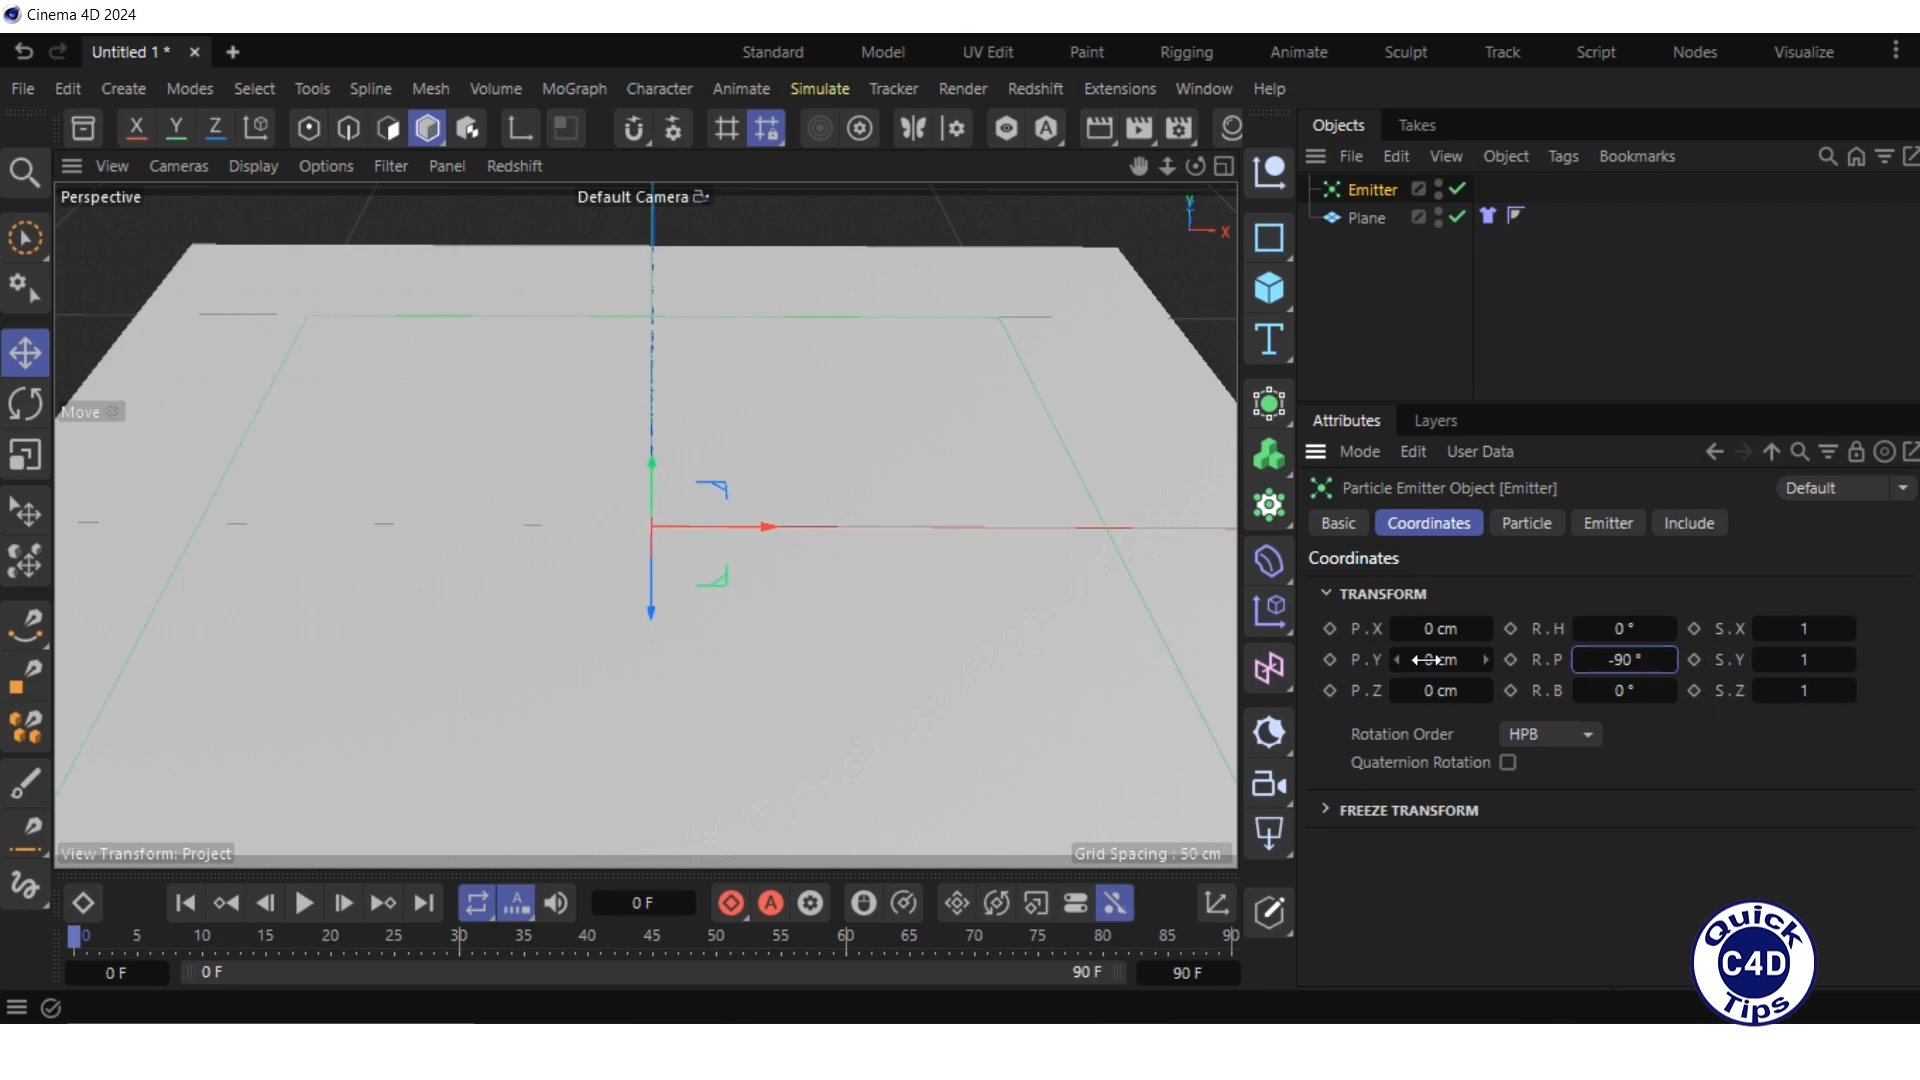 Cinema 4D 2024
Untitled 1 *
Standard Model UV Edit Paint Rigging Animate Sculpt Track Script Nodes Visualize
File Edit Create Modes Select Tools Spline Mesh Volume MoGraph Character Animate Simulate Tracker Render Redshift Extensions Window Help
X Y Z
Objects Takes
View Cameras Display Options Filter Panel Redshift
File Edit View Object Tags Bookmarks
Perspective
Default Camera
Y
X
Emitter
Plane
Move
Attributes Layers
Mode Edit User Data
Particle Emitter Object [Emitter]
Default
Basic Coordinates Particle Emitter Include
Coordinates
TRANSFORM
P . X 0 cm R . H 0 ° S . X 1
P . Y 0 cm R . P -90 ° S . Y 1
P . Z 0 cm R . B 0 ° S . Z 1
Rotation Order HPB
Quaternion Rotation
FREEZE TRANSFORM
View Transform: Project
Grid Spacing : 50 cm
0 F
0 5 10 15 20 25 30 35 40 45 50 55 60 65 70 75 80 85 90
0 F 0 F 90 F 90 F
Quick
C4D
Tips